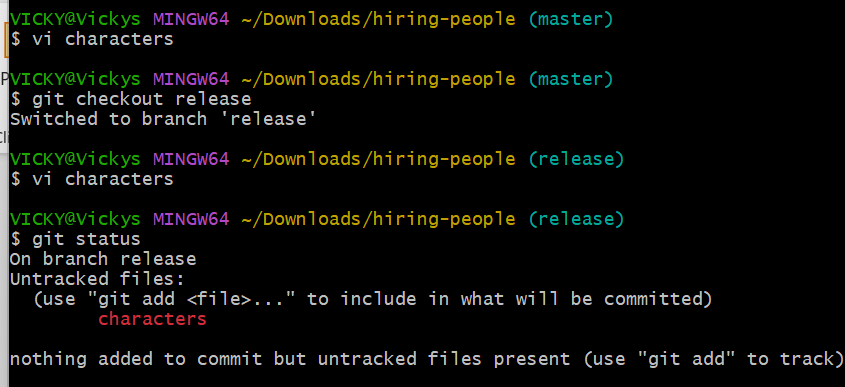 VICKY@Vickys MINGW64 ~/Downloads/hiring-people (master)
$ vi characters
VICKY@Vickys MINGW64 ~/Downloads/hiring-people (master)
$ git checkout release
Switched to branch 'release'
VICKY@Vickys MINGW64 ~/Downloads/hiring-people (release)
$ vi characters
VICKY@Vickys MINGW64 ~/Downloads/hiring-people (release)
$ git status
On branch release
Untracked files:
  (use "git add <file>..." to include in what will be committed)
        characters
nothing added to commit but untracked files present (use "git add" to track)